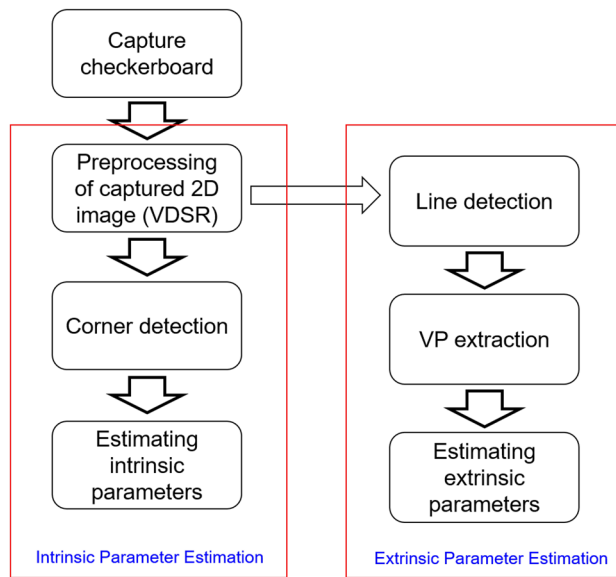 Capture
checkerboard
Preprocessing
of captured 2D
image (VDSR)
Corner detection
Estimating
intrinsic
parameters
Intrinsic Parameter Estimation
Line detection
VP extraction
Estimating
extrinsic
parameters
Extrinsic Parameter Estimation